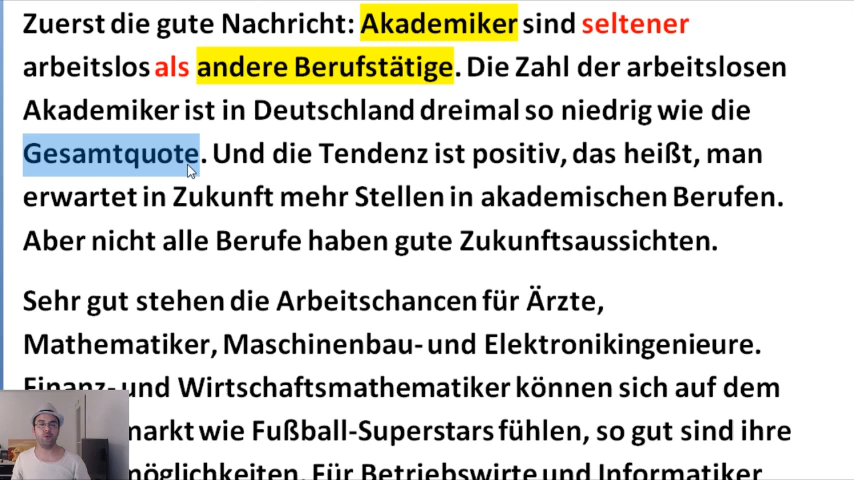 Zuerst die gute Nachricht: Akademiker sind seltener
arbeitslos als andere Berufstätige. Die Zahl der arbeitslosen
Akademiker ist in Deutschland dreimal so niedrig wie die
Gesamtquote. Und die Tendenz ist positiv, das heißt, man
erwartet in Zukunft mehr Stellen in akademischen Berufen.
Aber nicht alle Berufe haben gute Zukunftsaussichten.
Sehr gut stehen die Arbeitschancen für Ärzte,
Mathematiker, Maschinenbau- und Elektronikingenieure.
Finanz- und Wirtschaftsmathematiker können sich auf dem
markt wie Fußball-Superstars fühlen, so gut sind ihre
möglichkeiten. Für Betriebswirte und Informatiker